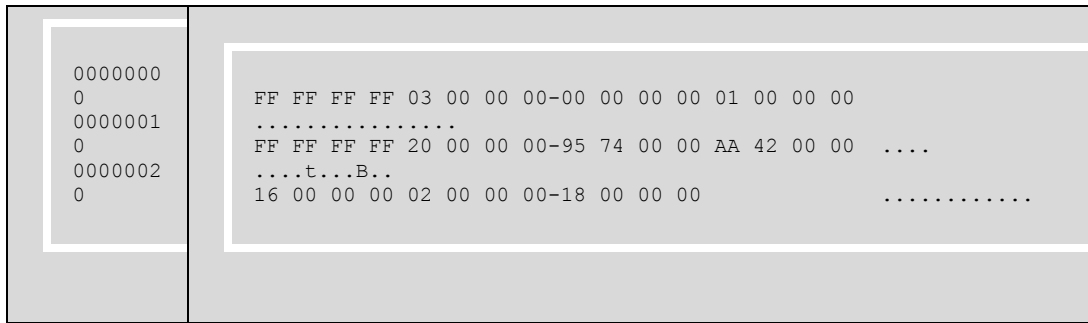 0000000
0
0000001
0
0000002
0
FF FF FF FF 03 00 00 00-00 00 00 00 01 00 00 00
................
FF FF FF FF 20 00 00 00-95 74 00 00 AA 42 00 00 ....
....t...B..
16 00 00 00 02 00 00 00-18 00 00 00 ............